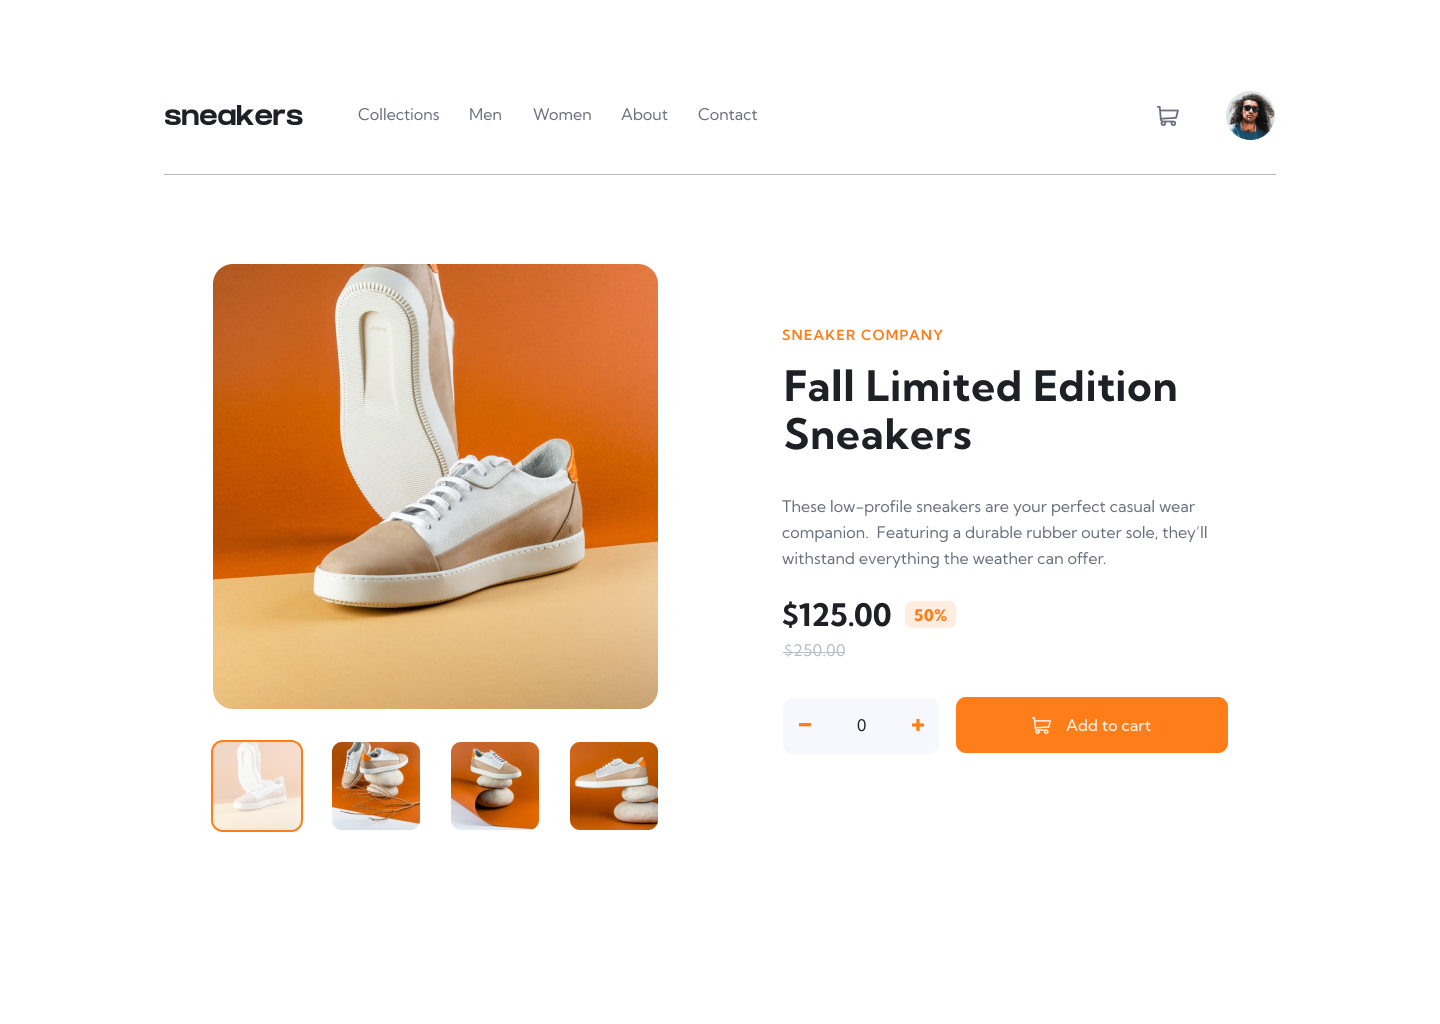 sneakers
Collections Men Women About Contact
SNEAKER COMPANY
Fall Limited Edition
Sneakers
These low-profile sneakers are your perfect casual wear
companion.  Featuring a durable rubber outer sole, they’ll
withstand everything the weather can offer.
$125.00 50%
$250.00
0
Add to cart